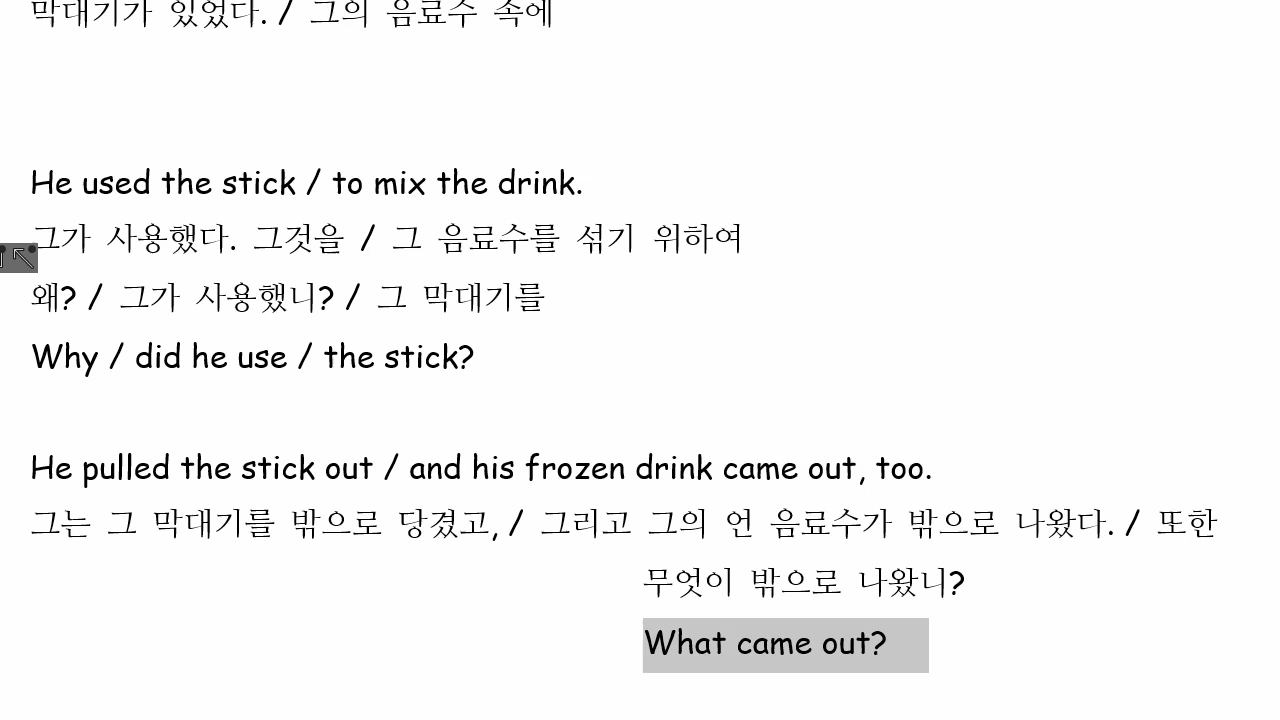 막대기가 있었다. / 그의 음료수 속에
He used the stick / to mix the drink.
그가 사용했다. 그것을 / 그 음료수를 섞기 위하여
왜? / 그가 사용했니? / 그 막대기를
Why / did he use / the stick?
He pulled the stick out / and his frozen drink came out, too.
그는 그 막대기를 밖으로 당겼고, / 그리고 그의 언 음료수가 밖으로 나왔다. / 또한
무엇이 밖으로 나왔니?
What came out?